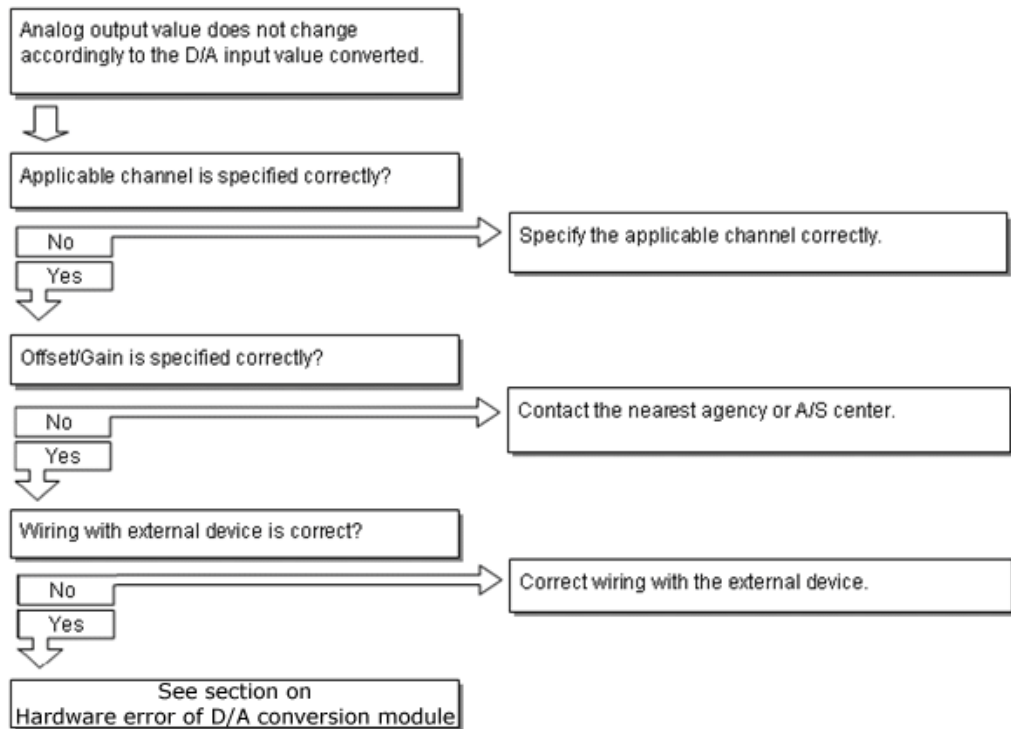 Analog output value does not change
accordingly to the D/A input value converted.
Applicable channel is specified correctly?
No
Specify the applicable channel correctly.
Yes
Offset/Gain is specified correctly?
No
Contact the nearest agency or A/S center.
Yes
Wiring with external device is correct?
No
Correct wiring with the external device.
Yes
See section on
Hardware error of D/A conversion module